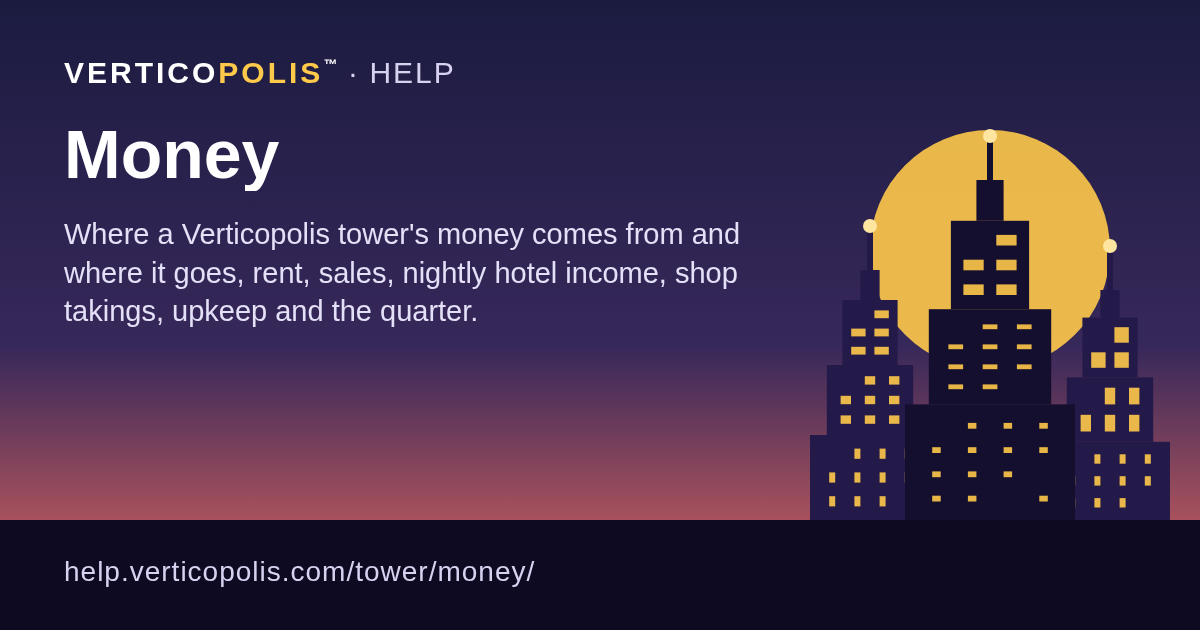 VERTICOPOLIS™ · HELP
Money
Where a Verticopolis tower's money comes from and
where it goes, rent, sales, nightly hotel income, shop
takings, upkeep and the quarter.
help.verticopolis.com/tower/money/